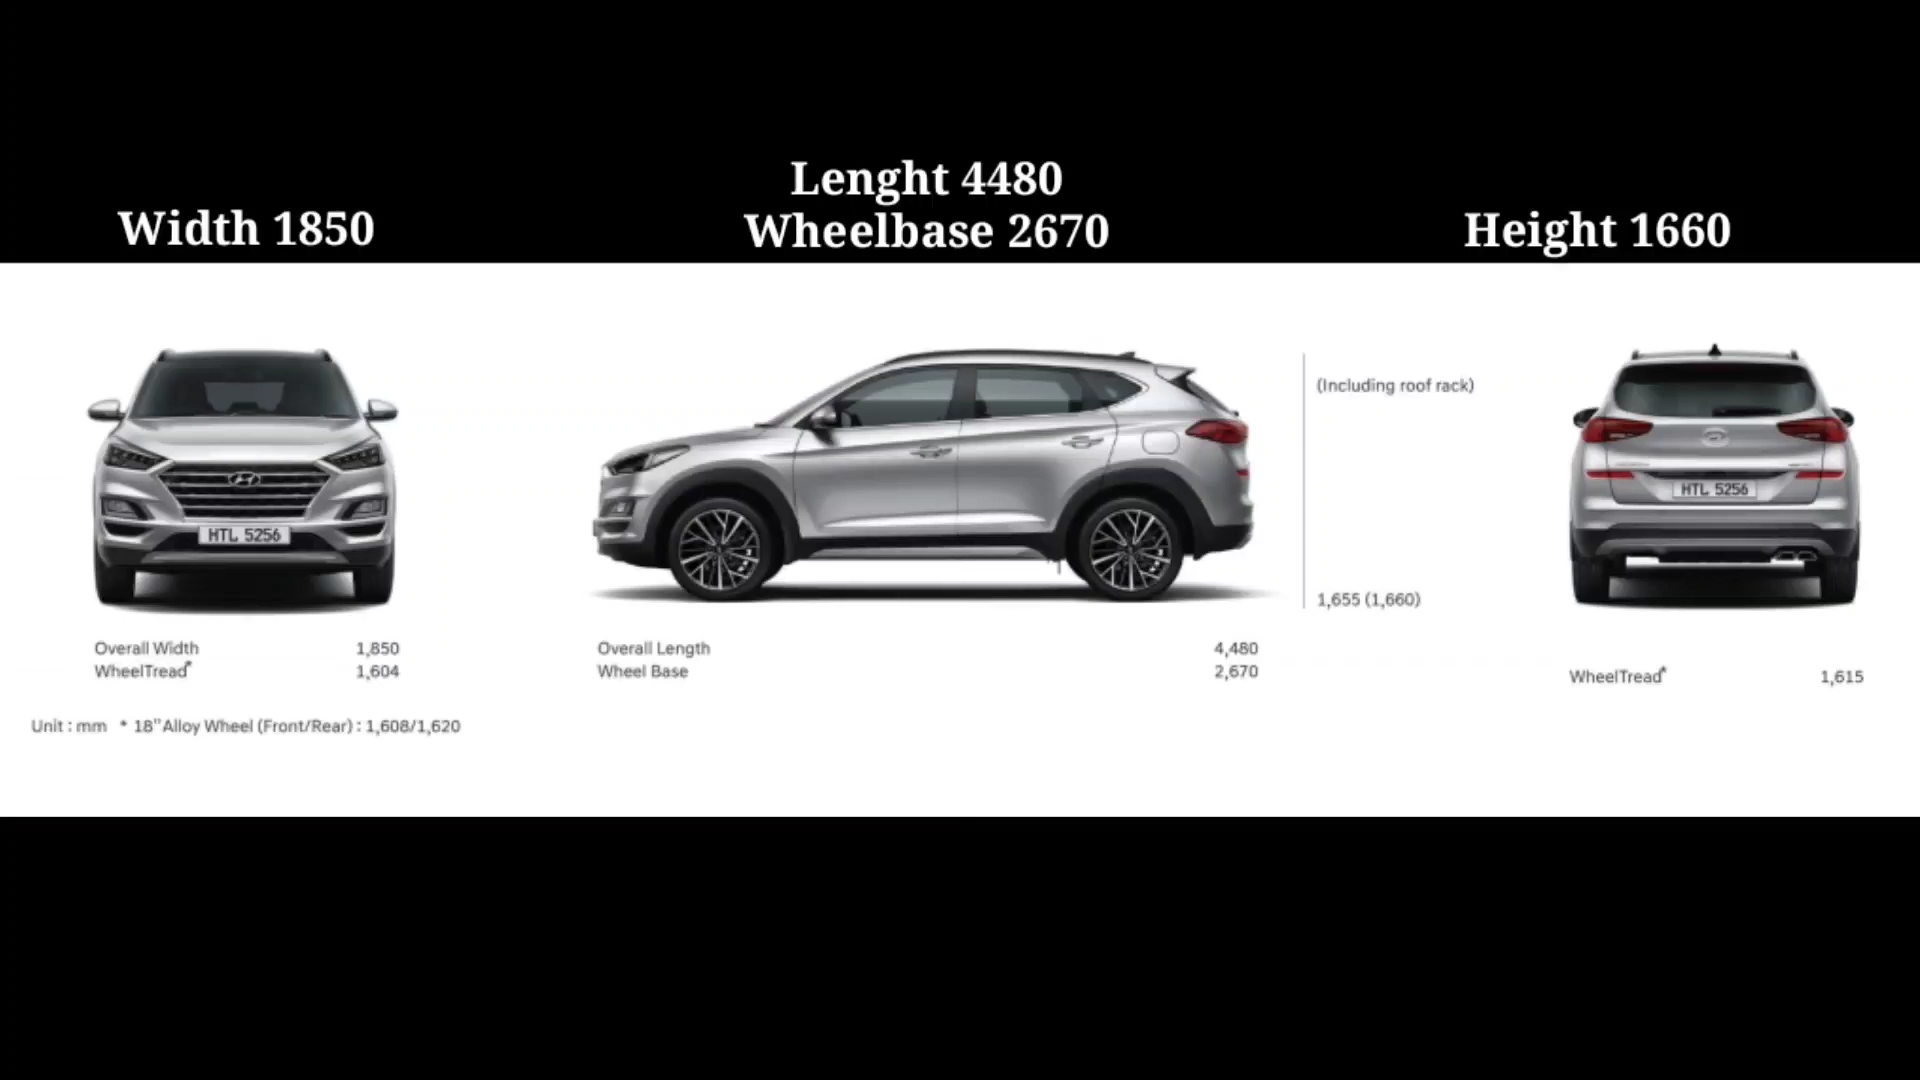 Width 1850
Lenght 4480
Wheelbase 2670
Height 1660
(Including roof rack)
1,655 (1,660)
HTL 5256
HTL 5256
Overall Width 1,850
WheelTread* 1,604
Overall Length 4,480
Wheel Base 2,670
WheelTread* 1,615
Unit : mm * 18" Alloy Wheel (Front/Rear) : 1,608/1,620